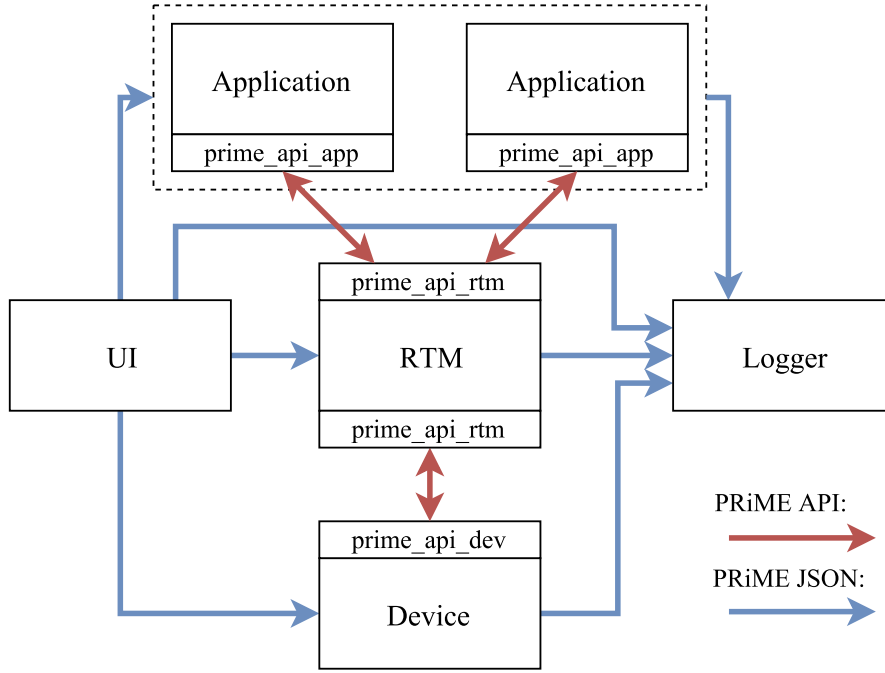 Application
Application
prime_api_app
prime_api_app
prime_api_rtm
UI
RTM
Logger
prime_api_rtm
PRiME API:
prime_api_dev
PRiME JSON:
Device